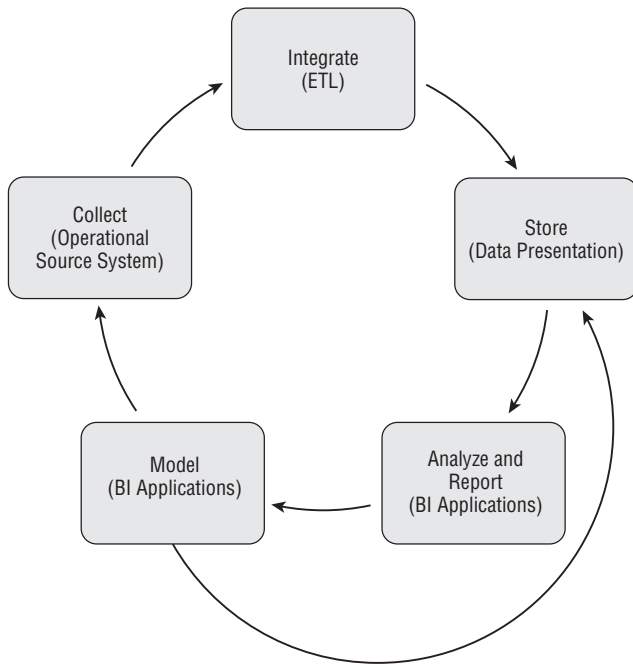 Integrate
(ETL)
Collect
(Operational
Source System)
Store
(Data Presentation)
Model
(BI Applications)
Analyze and
Report
(BI Applications)